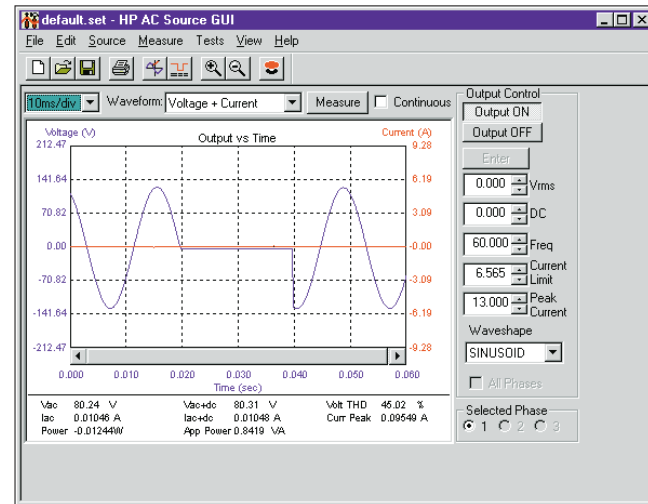 default.set - HP AC Source GUI
File Edit Source Measure Tests View Help
10ms/div Waveform: Voltage + Current Measure Continuous
Output Control
Output ON
Output OFF
Enter
0.000 Vrms
0.000 DC
60.000 Freq
6.565 Current Limit
13.000 Peak Current
Waveshape
SINUSOID
All Phases
Selected Phase
1 2 3
Voltage (V) Output vs Time Current (A)
212.47 9.28
141.64 6.19
70.82 3.09
0.00 -0.00
-70.82 -3.09
-141.64 -6.19
-212.47 -9.28
0.000 0.010 0.020 0.030 0.040 0.050 0.060
Time (sec)
Vac 80.24 V Vac+dc 80.31 V Volt THD 45.02 %
Iac 0.01046 A Iac+dc 0.01048 A Curr Peak 0.09549 A
Power -0.01244W App Power 0.8419 VA